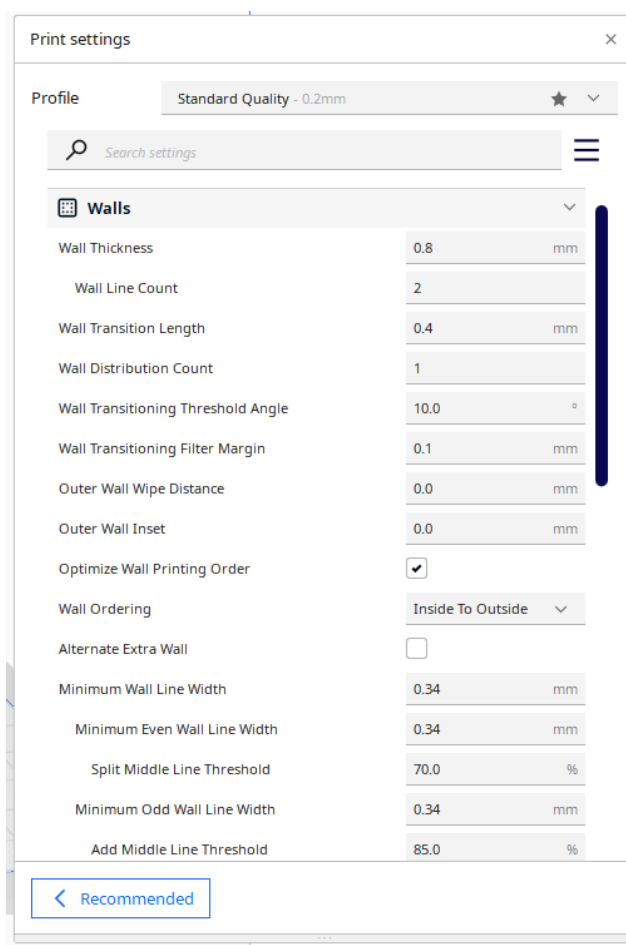 Print settings
Profile Standard Quality - 0.2mm
Search settings
Walls
Wall Thickness 0.8 mm
Wall Line Count 2
Wall Transition Length 0.4 mm
Wall Distribution Count 1
Wall Transitioning Threshold Angle 10.0 °
Wall Transitioning Filter Margin 0.1 mm
Outer Wall Wipe Distance 0.0 mm
Outer Wall Inset 0.0 mm
Optimize Wall Printing Order
Wall Ordering Inside To Outside
Alternate Extra Wall
Minimum Wall Line Width 0.34 mm
Minimum Even Wall Line Width 0.34 mm
Split Middle Line Threshold 70.0 %
Minimum Odd Wall Line Width 0.34 mm
Add Middle Line Threshold 85.0 %
Recommended